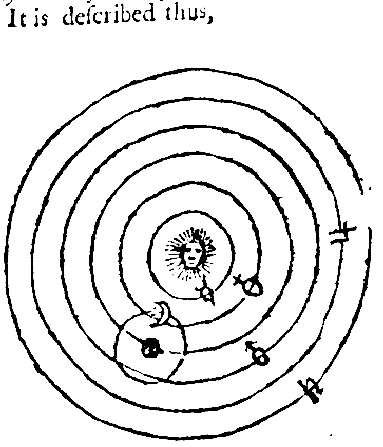 It is deſcribed thus,